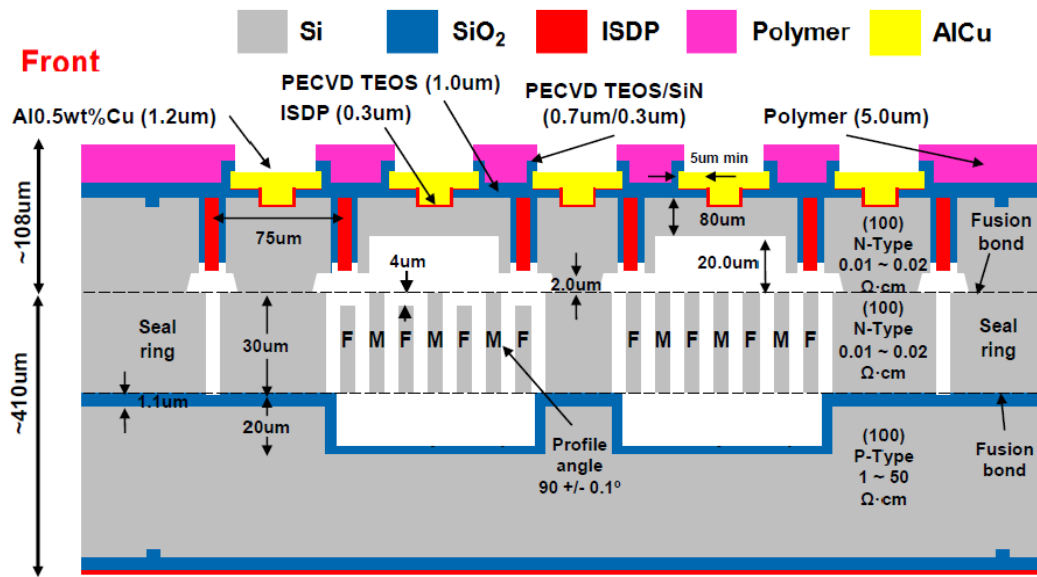 Si
SiO₂
ISDP
Polymer
AlCu
Front
PECVD TEOS (1.0um)
PECVD TEOS/SiN
Al0.5wt%Cu (1.2um)
ISDP (0.3um)
(0.7um/0.3um)
Polymer (5.0um)
5um min
~108um
75um
80um
(100)
N-Type
0.01 ~ 0.02
Ω·cm
Fusion
bond
4um
2.0um
20.0um
Seal
ring
30um
F M F M F M F
F M F M F M F
(100)
N-Type
0.01 ~ 0.02
Ω·cm
Seal
ring
~410um
1.1um
20um
Profile
angle
90 +/- 0.1º
(100)
P-Type
1 ~ 50
Ω·cm
Fusion
bond